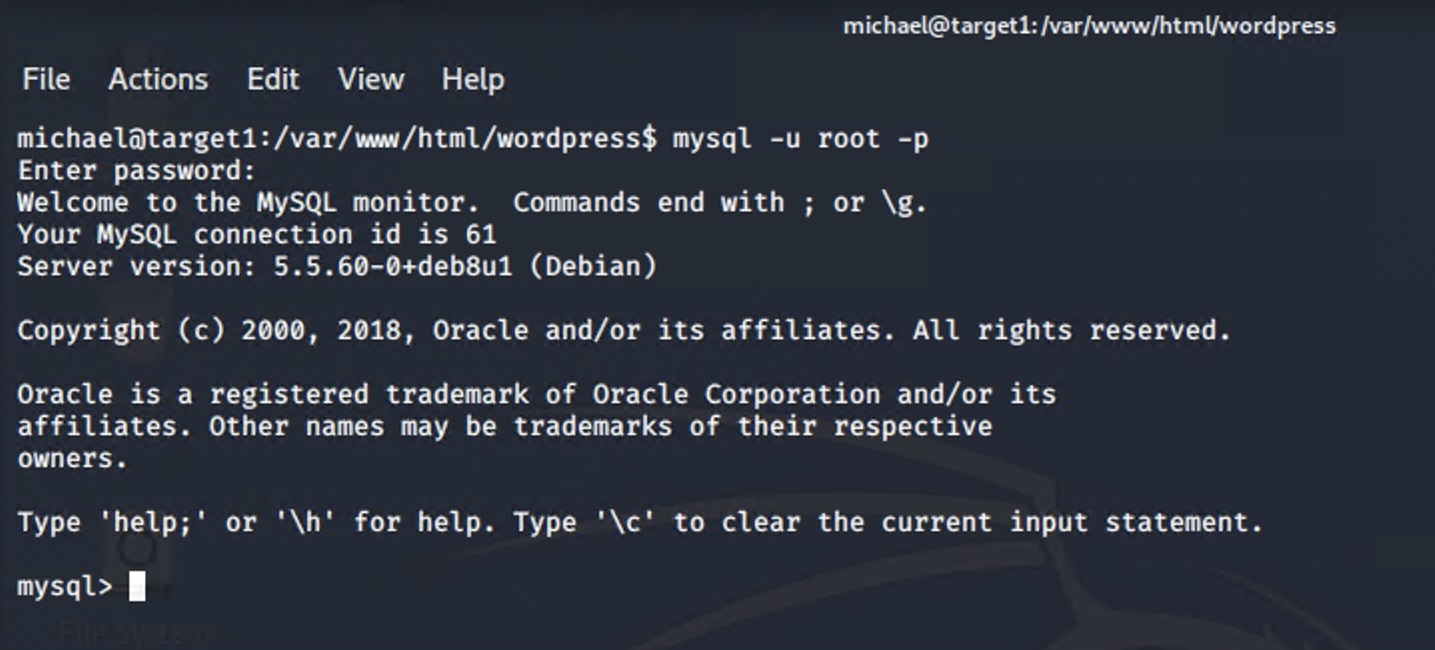 michael@target1:/var/www/html/wordpress
File Actions Edit View Help
michael@target1:/var/www/html/wordpress$ mysql -u root -p
Enter password:
Welcome to the MySQL monitor.  Commands end with ; or \g.
Your MySQL connection id is 61
Server version: 5.5.60-0+deb8u1 (Debian)
Copyright (c) 2000, 2018, Oracle and/or its affiliates. All rights reserved.
Oracle is a registered trademark of Oracle Corporation and/or its
affiliates. Other names may be trademarks of their respective
owners.
Type 'help;' or '\h' for help. Type '\c' to clear the current input statement.
mysql>
File System